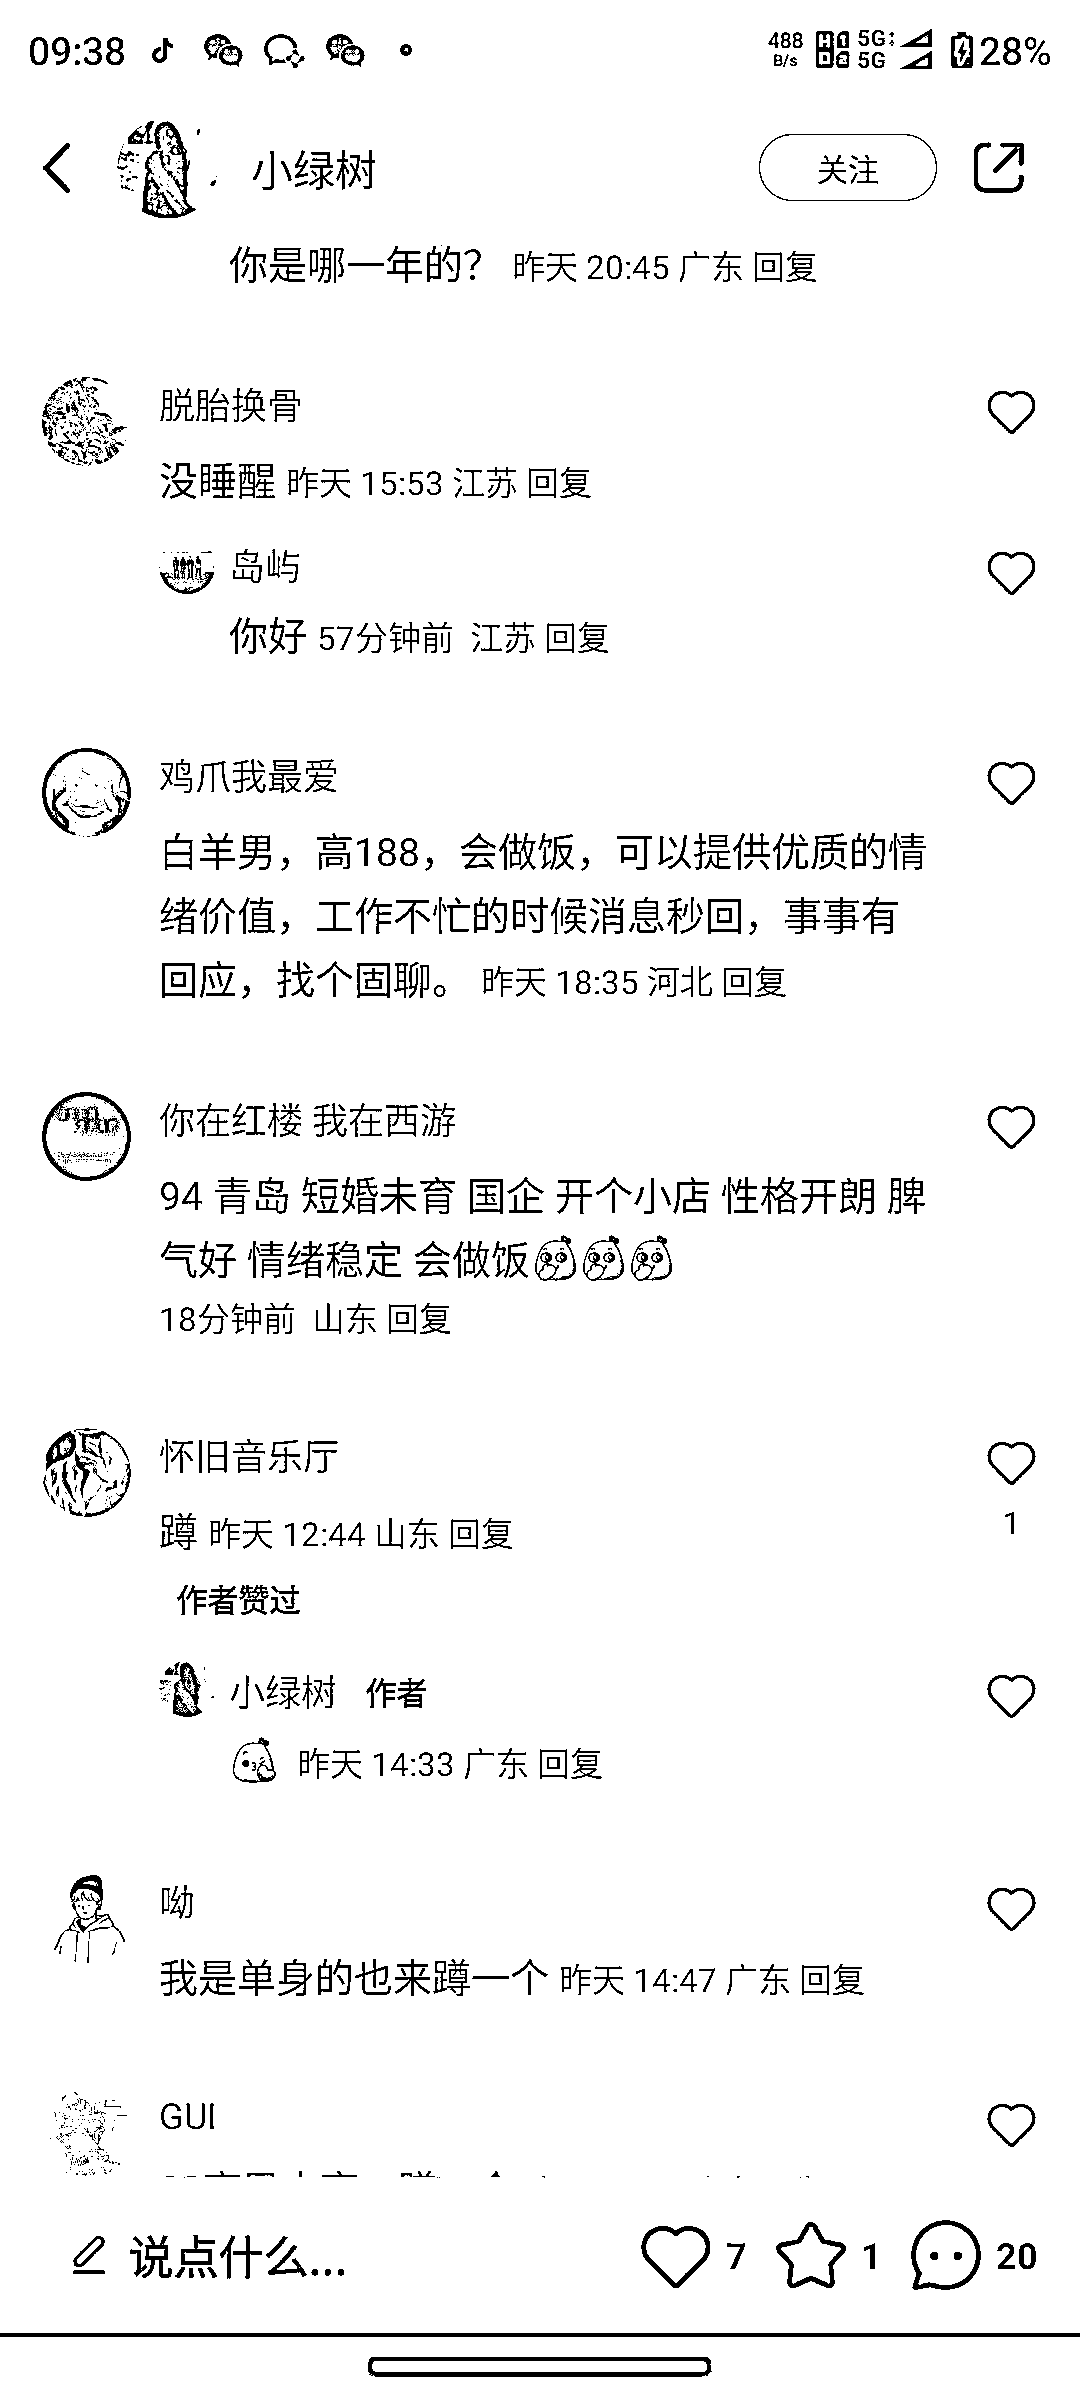 09:38
488 B/s 5G 5G 28%
小绿树 关注
你是哪一年的？ 昨天 20:45 广东 回复
脱胎换骨
没睡醒 昨天 15:53 江苏 回复
岛屿
你好 57分钟前 江苏 回复
鸡爪我最爱
白羊男，高188，会做饭，可以提供优质的情
绪价值，工作不忙的时候消息秒回，事事有
回应，找个固聊。 昨天 18:35 河北 回复
你在红楼 我在西游
94 青岛 短婚未育 国企 开个小店 性格开朗 脾
气好 情绪稳定 会做饭
18分钟前 山东 回复
怀旧音乐厅
蹲 昨天 12:44 山东 回复
1
作者赞过
小绿树 作者
昨天 14:33 广东 回复
呦
我是单身的也来蹲一个 昨天 14:47 广东 回复
GUI
说点什么... 7 1 20